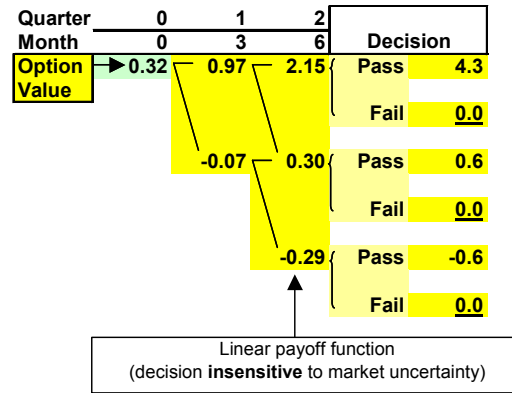 Quarter 0 1 2
Month 0 3 6 Decision
Option 0.32 0.97 2.15 Pass 4.3
Value
Fail 0.0
-0.07 0.30 Pass 0.6
Fail 0.0
-0.29 Pass -0.6
Fail 0.0
Linear payoff function
(decision insensitive to market uncertainty)